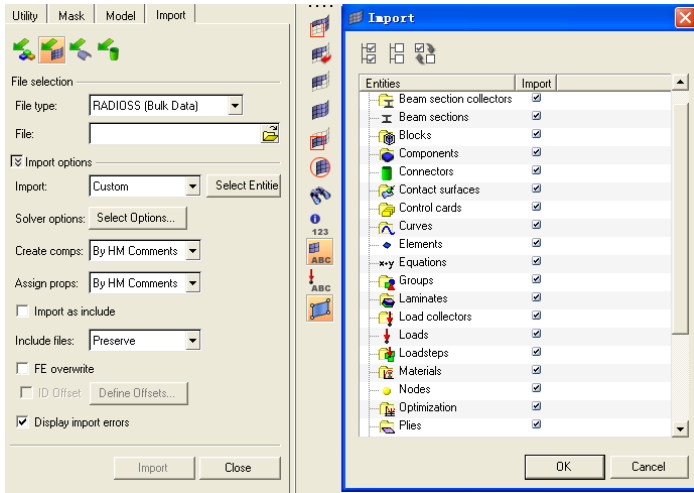 Utility Mask Model Import
File selection
File type: RADIOSS (Bulk Data)
File:
Import options
Import: Custom Select Entitie
Solver options: Select Options...
Create comps: By HM Comments
Assign props: By HM Comments
Import as include
Include files: Preserve
FE overwrite
ID Offset Define Offsets...
Display import errors
Import Close
123
ABC
ABC
Import
Entities Import
Beam section collectors
Beam sections
Blocks
Components
Connectors
Contact surfaces
Control cards
Curves
Elements
x+y Equations
Groups
Laminates
Load collectors
Loads
Loadsteps
Materials
Nodes
Optimization
Plies
OK Cancel